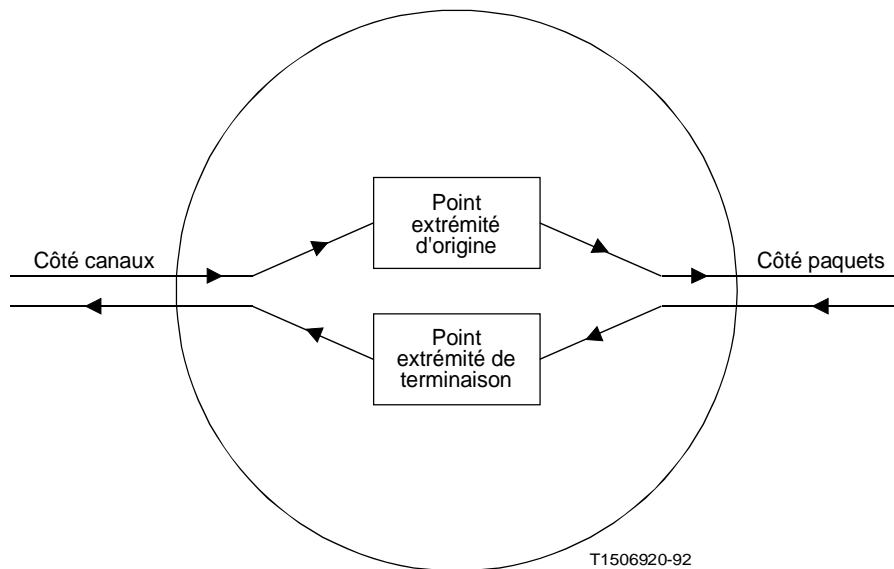 Point
extrémité
d'origine
Côté canaux
Côté paquets
Point
extrémité de
terminaison
T1506920-92